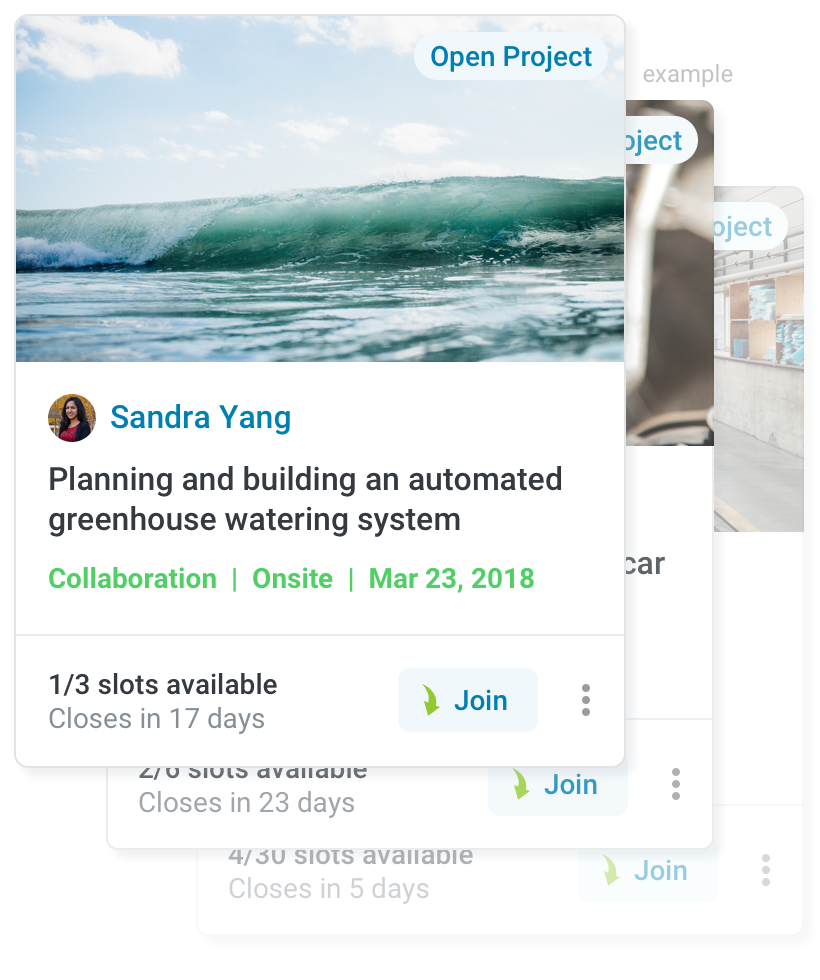 Open Project
example
oject
oject
Sandra Yang
Planning and building an automated
greenhouse watering system
Collaboration | Onsite | Mar 23, 2018
car
1/3 slots available
Closes in 17 days
Join
2/6 slots available
Closes in 23 days
Join
4/30 slots available
Closes in 5 days
Join